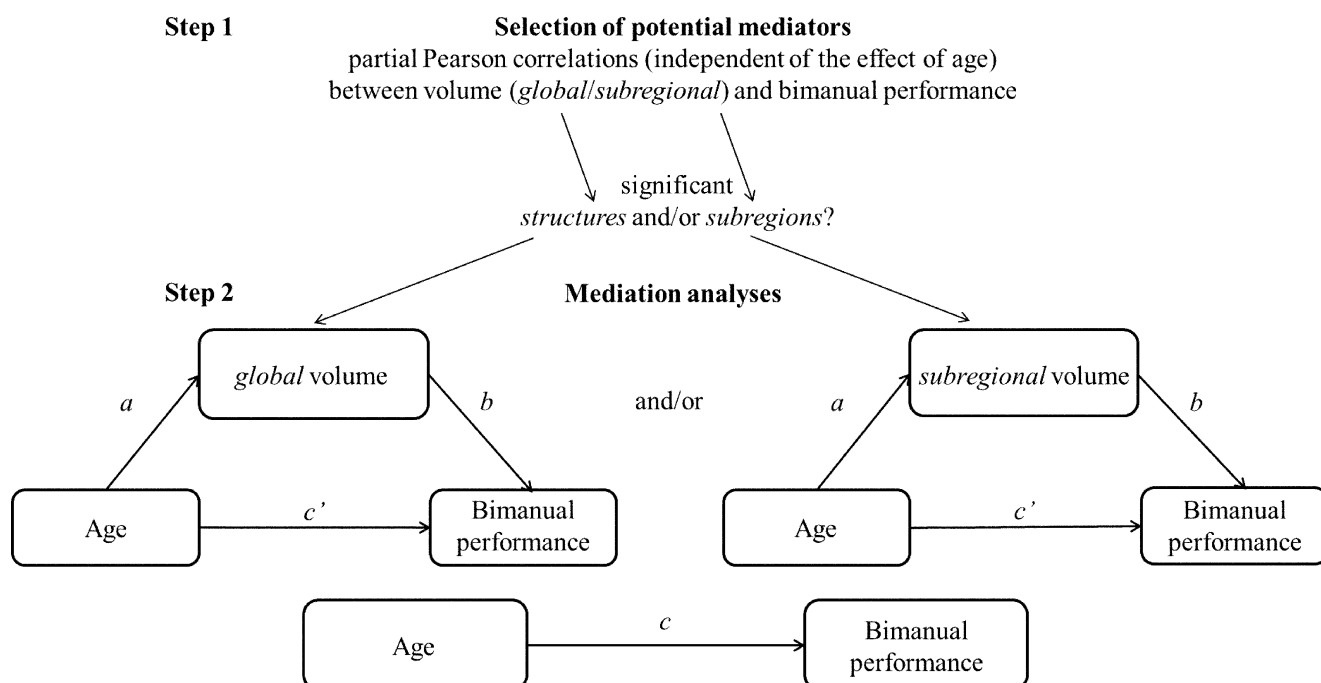 Step 1
Selection of potential mediators
partial Pearson correlations (independent of the effect of age)
between volume (global/subregional) and bimanual performance
significant
structures and/or subregions?
Step 2
Mediation analyses
global volume
a
b
Age
c’
Bimanual
performance
and/or
subregional volume
a
b
Age
c’
Bimanual
performance
Age
c
Bimanual
performance